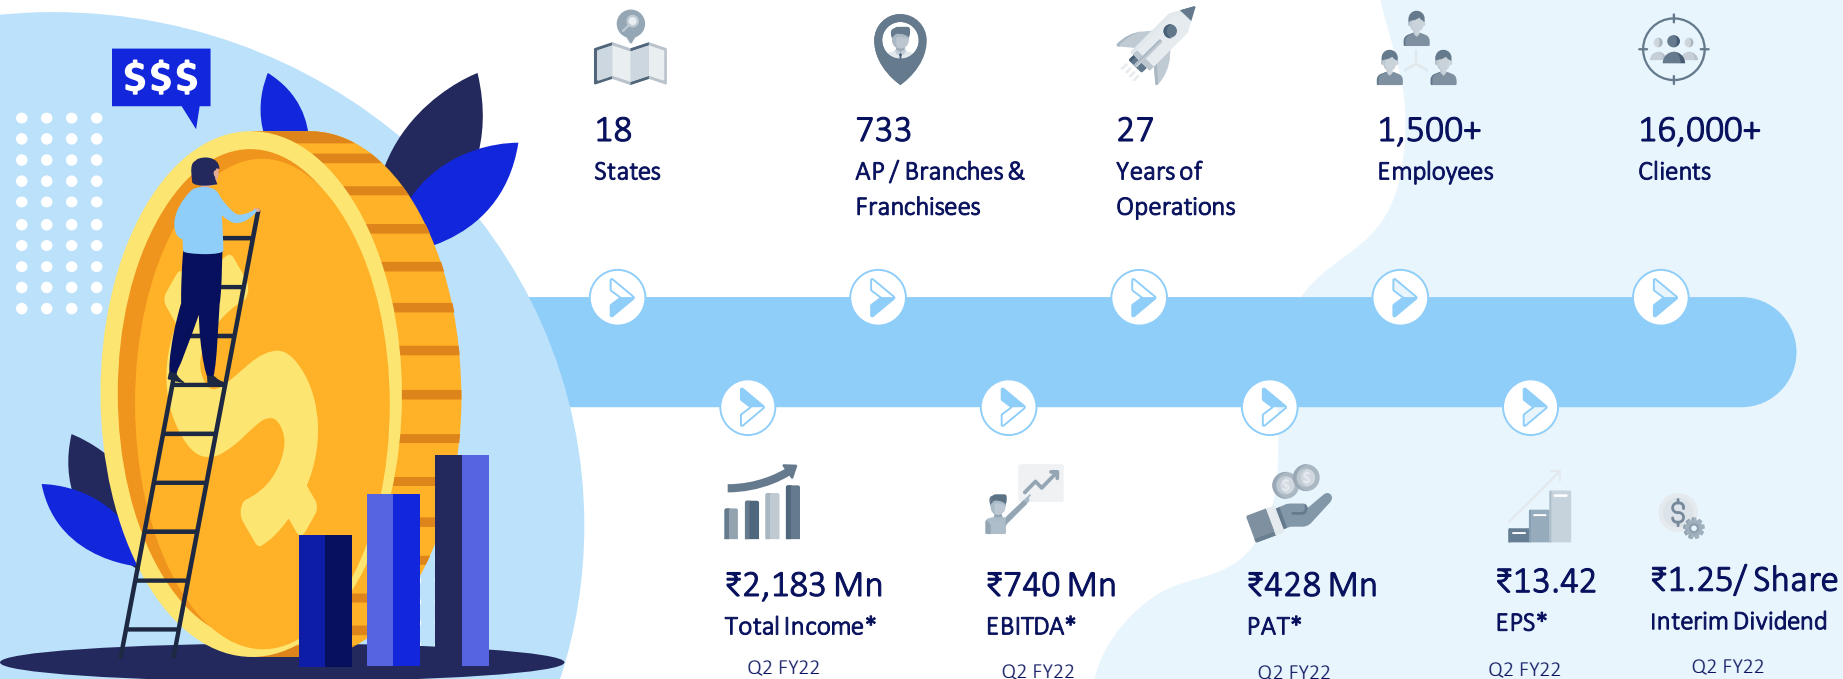 $$$
18
States
733
AP / Branches &
Franchisees
27
Years of
Operations
1,500+
Employees
16,000+
Clients
₹2,183 Mn
Total Income*
Q2 FY22
₹740 Mn
EBITDA*
Q2 FY22
₹428 Mn
PAT*
Q2 FY22
₹13.42
EPS*
Q2 FY22
₹1.25/ Share
Interim Dividend
Q2 FY22